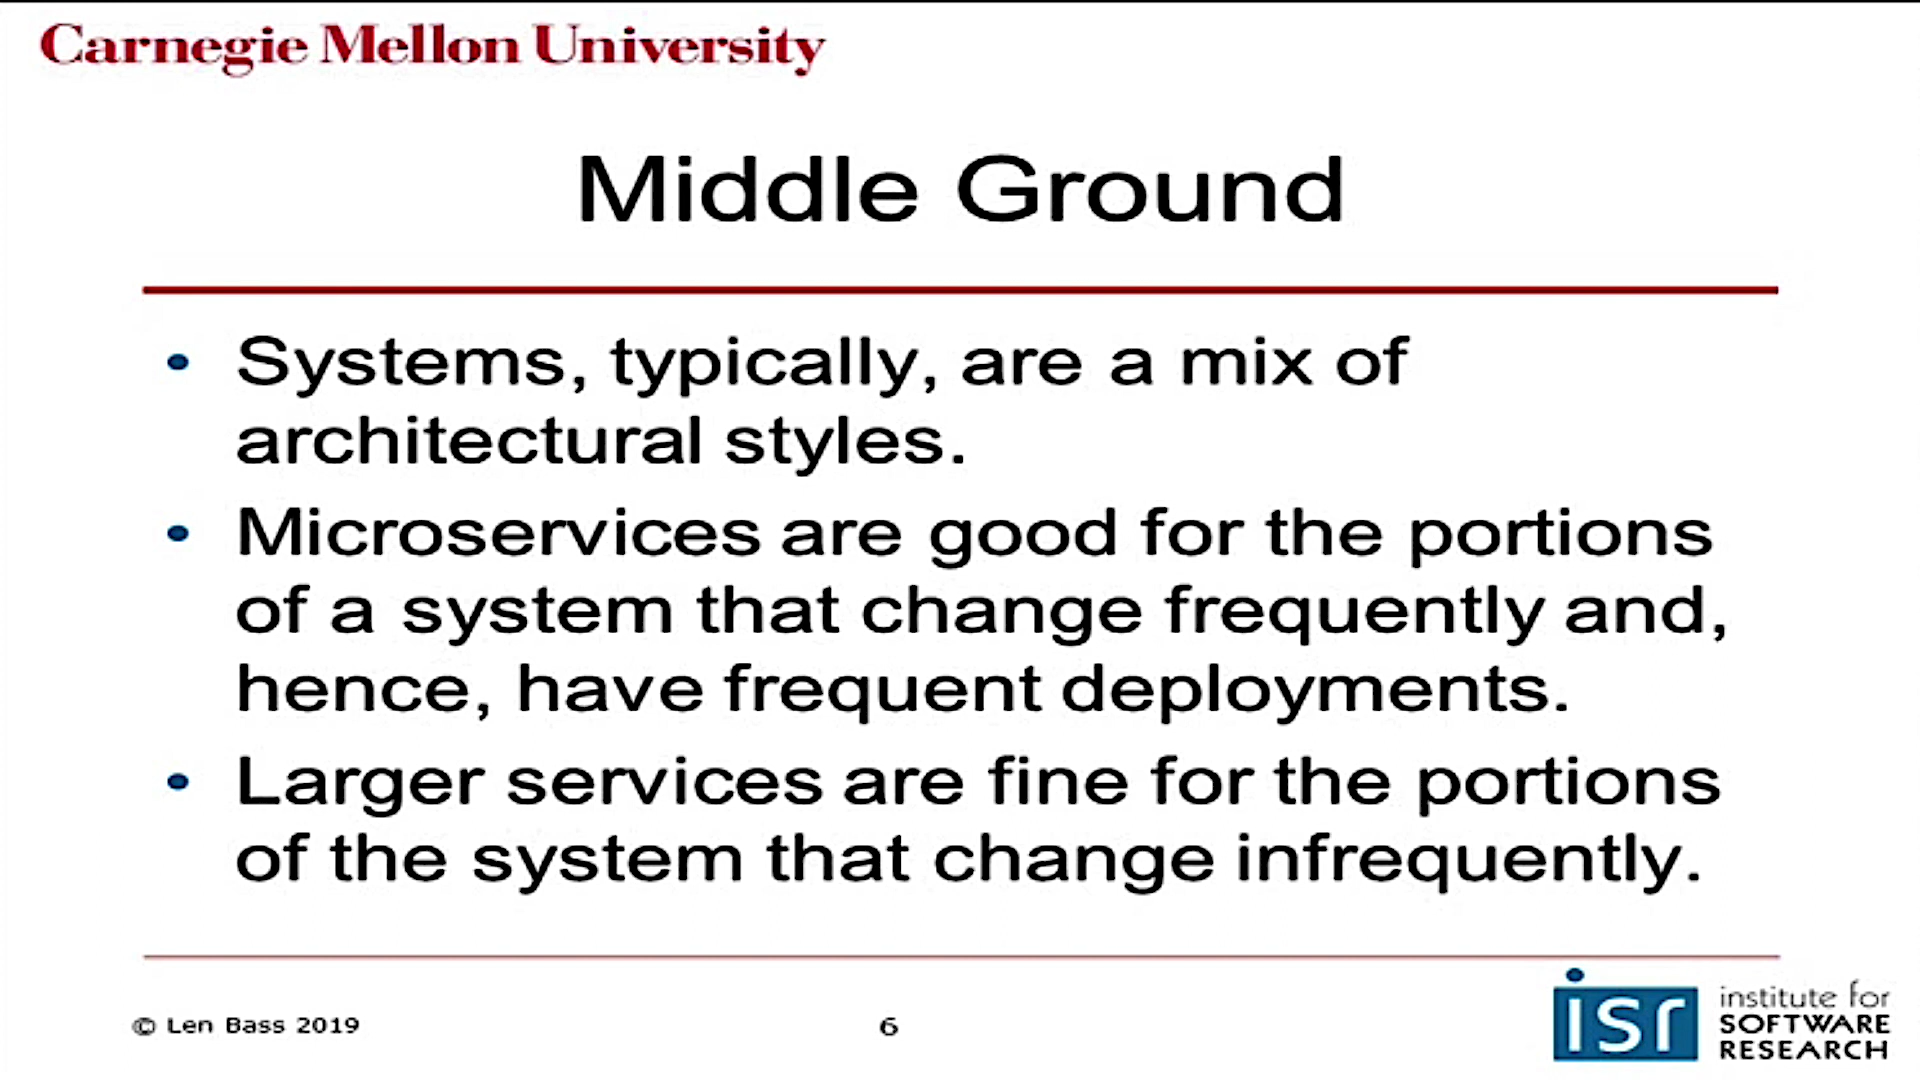 Carnegie Mellon University
Middle Ground
• Systems, typically, are a mix of
architectural styles.
• Microservices are good for the portions
of a system that change frequently and,
hence, have frequent deployments.
• Larger services are fine for the portions
of the system that change infrequently.
© Len Bass 2019
6
isr
institute for
SOFTWARE
RESEARCH